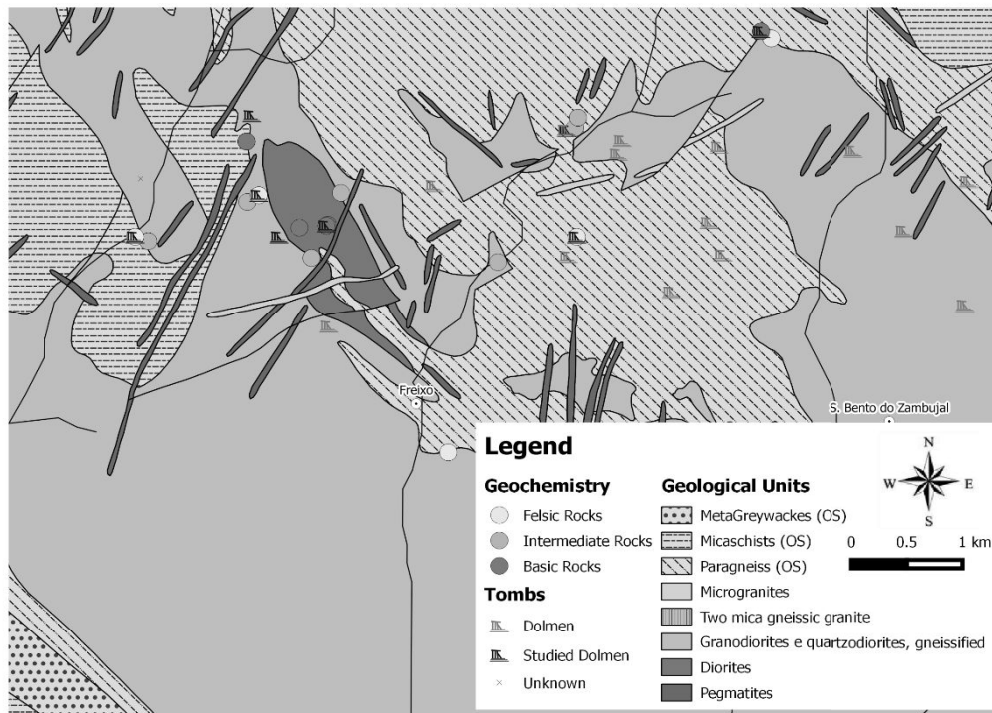 Freixo
S. Bento do Zambujal
Legend
Geochemistry
Felsic Rocks
Intermediate Rocks
Basic Rocks
Tombs
Dolmen
Studied Dolmen
Unknown
Geological Units
MetaGreywackes (CS)
Micaschists (OS)
Paragneiss (OS)
Microgranites
Two mica gneissic granite
Granodiorites e quartzodiorites, gneissified
Diorites
Pegmatites
N
W E
S
0 0.5 1 km